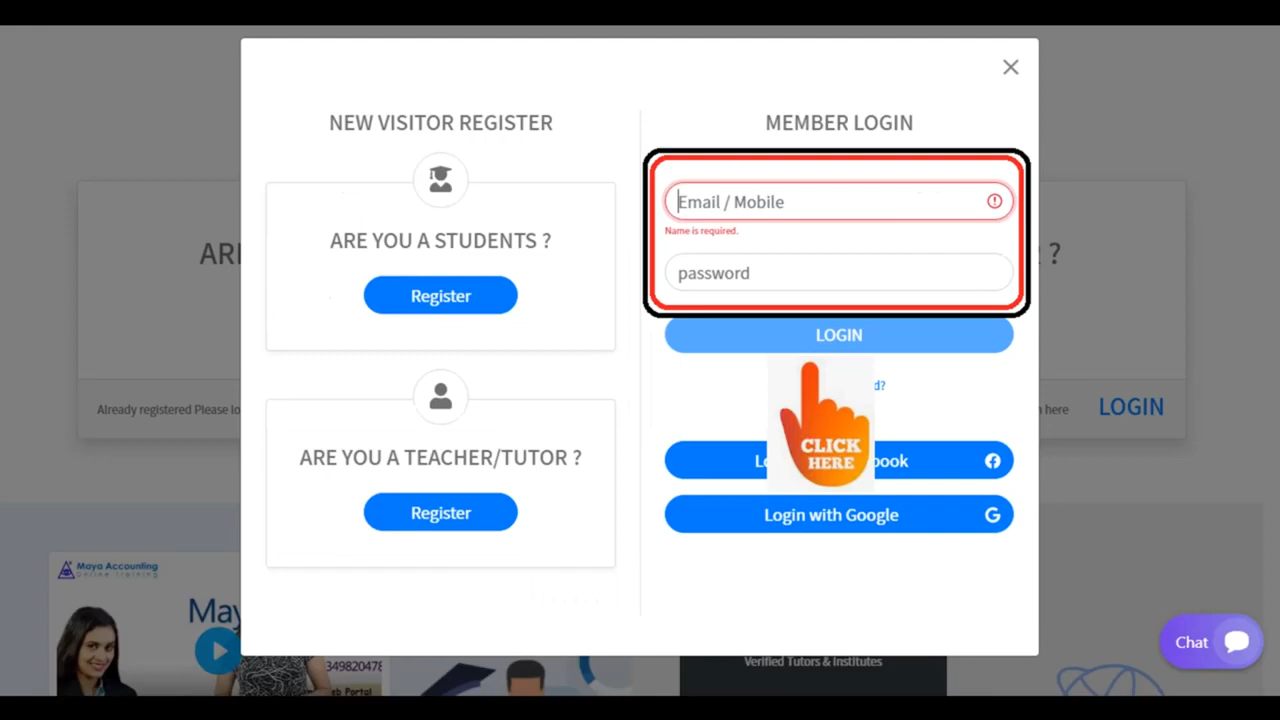 NEW VISITOR REGISTER
ARE YOU A STUDENTS ?
Register
ARE YOU A TEACHER/TUTOR ?
Register
MEMBER LOGIN
Email / Mobile
Name is required.
password
LOGIN
CLICK
HERE
Login with Google
?
Already registered Please
here LOGIN
Maya Accounting
Online Training
349820478
Verified Tutors & Institutes
Chat